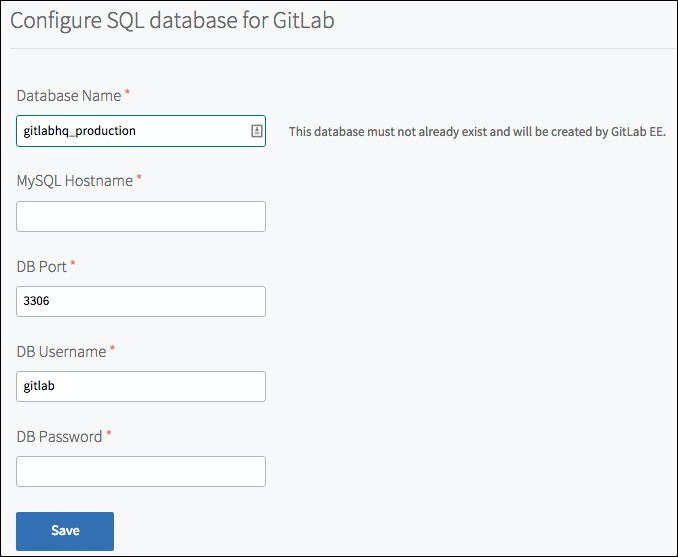 Configure SQL database for GitLab
Database Name *
gitlabhq_production
This database must not already exist and will be created by GitLab EE.
MySQL Hostname *
DB Port *
3306
DB Username *
gitlab
DB Password *
Save